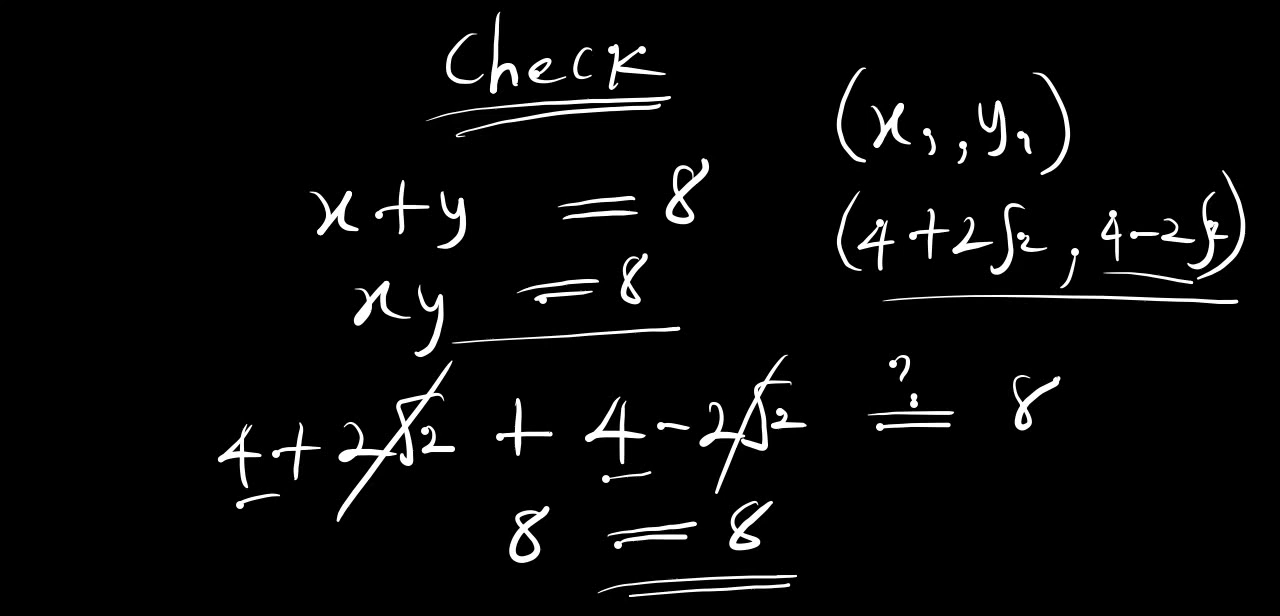 Check
x+y = 8
xy = 8
(x₁, y₁)
(4+2√2, 4-2√2)
4+2√2 + 4-2√2 ≟ 8
8 = 8